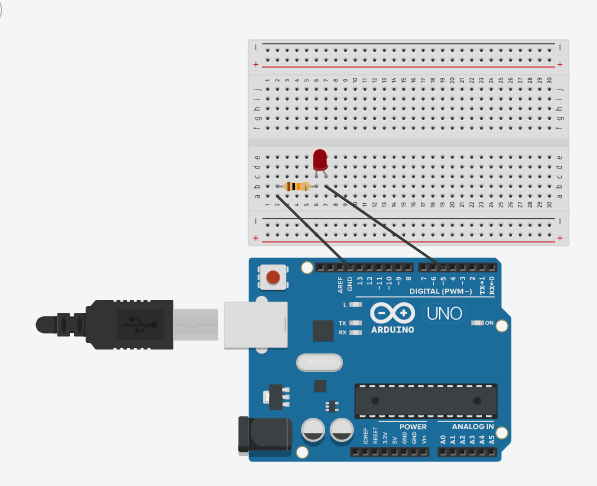 − −
+ +
1 2 3 4 5 6 7 8 9 10 11 12 13 14 15 16 17 18 19 20 21 22 23 24 25 26 27 28 29 30
j j
i i
h h
g g
f f
e e
d d
c c
b b
a a
1 2 3 4 5 6 7 8 9 10 11 12 13 14 15 16 17 18 19 20 21 22 23 24 25 26 27 28 29 30
− −
+ +
AREF GND 13 12 ~11 ~10 ~9 8 7 ~6 ~5 4 ~3 2 TX→1 RX←0
DIGITAL (PWM~)
L
TX
RX
UNO
ON
ARDUINO
POWER ANALOG IN
IOREF RESET 3.3V 5V GND GND Vin A0 A1 A2 A3 A4 A5